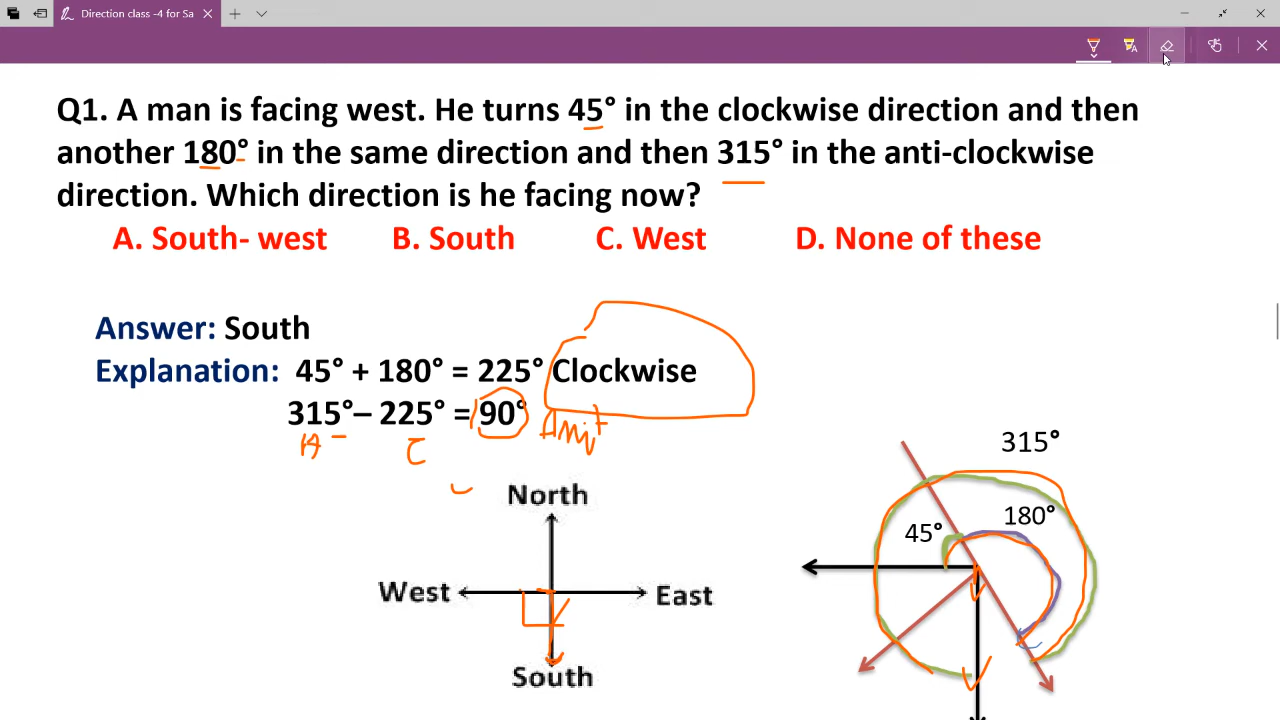 Direction class -4 for Sa
Q1. A man is facing west. He turns 45° in the clockwise direction and then
another 180° in the same direction and then 315° in the anti-clockwise
direction. Which direction is he facing now?
A. South- west B. South C. West D. None of these
Answer: South
Explanation: 45° + 180° = 225° Clockwise
315°– 225° = 90°
A C
North
West East
South
315°
180°
45°